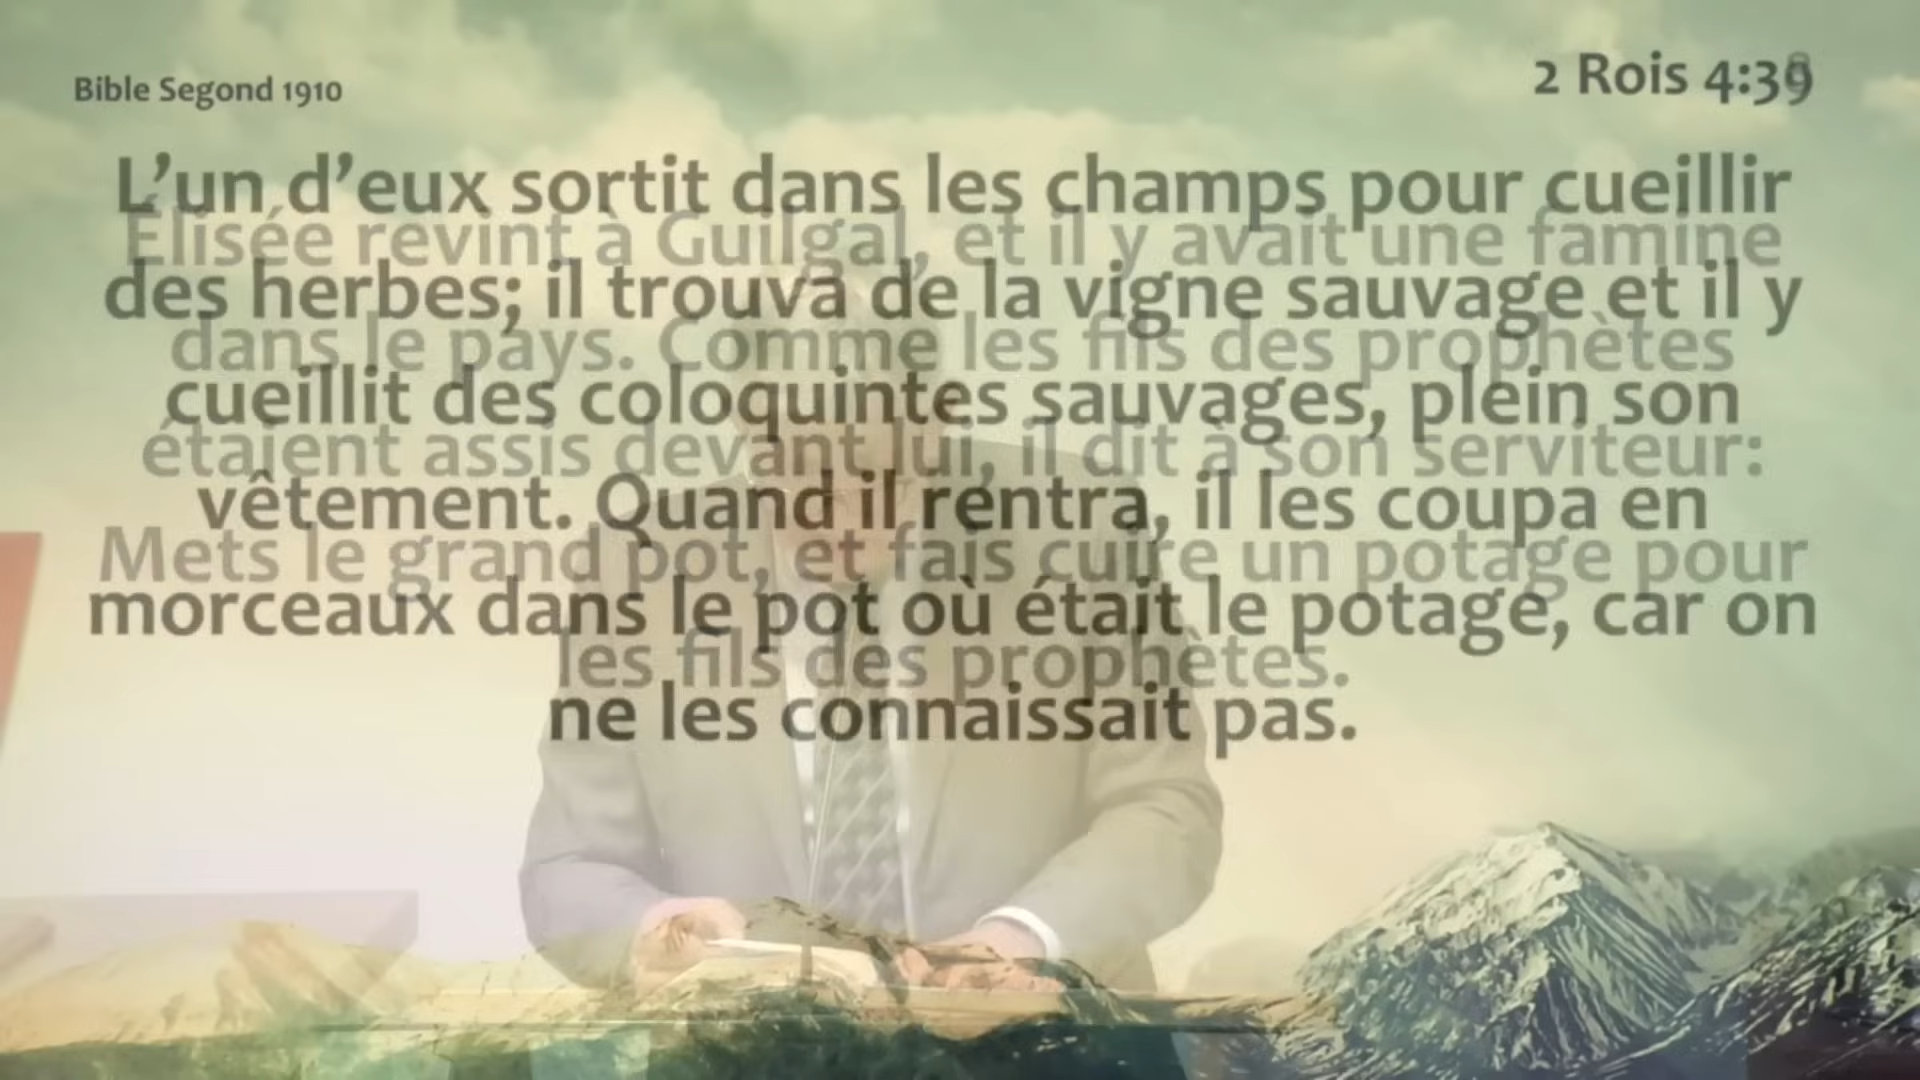 Bible Segond 1910
2 Rois 4:39
L’un d’eux sortit dans les champs pour cueillir
des herbes; il trouva de la vigne sauvage et il y
cueillit des coloquintes sauvages, plein son
vêtement. Quand il rentra, il les coupa en
morceaux dans le pot où était le potage, car on
ne les connaissait pas.
Élisée revint à Guilgal, et il y avait une famine
dans le pays. Comme les fils des prophètes
étaient assis devant lui, il dit à son serviteur:
Mets le grand pot, et fais cuire un potage pour
les fils des prophètes.